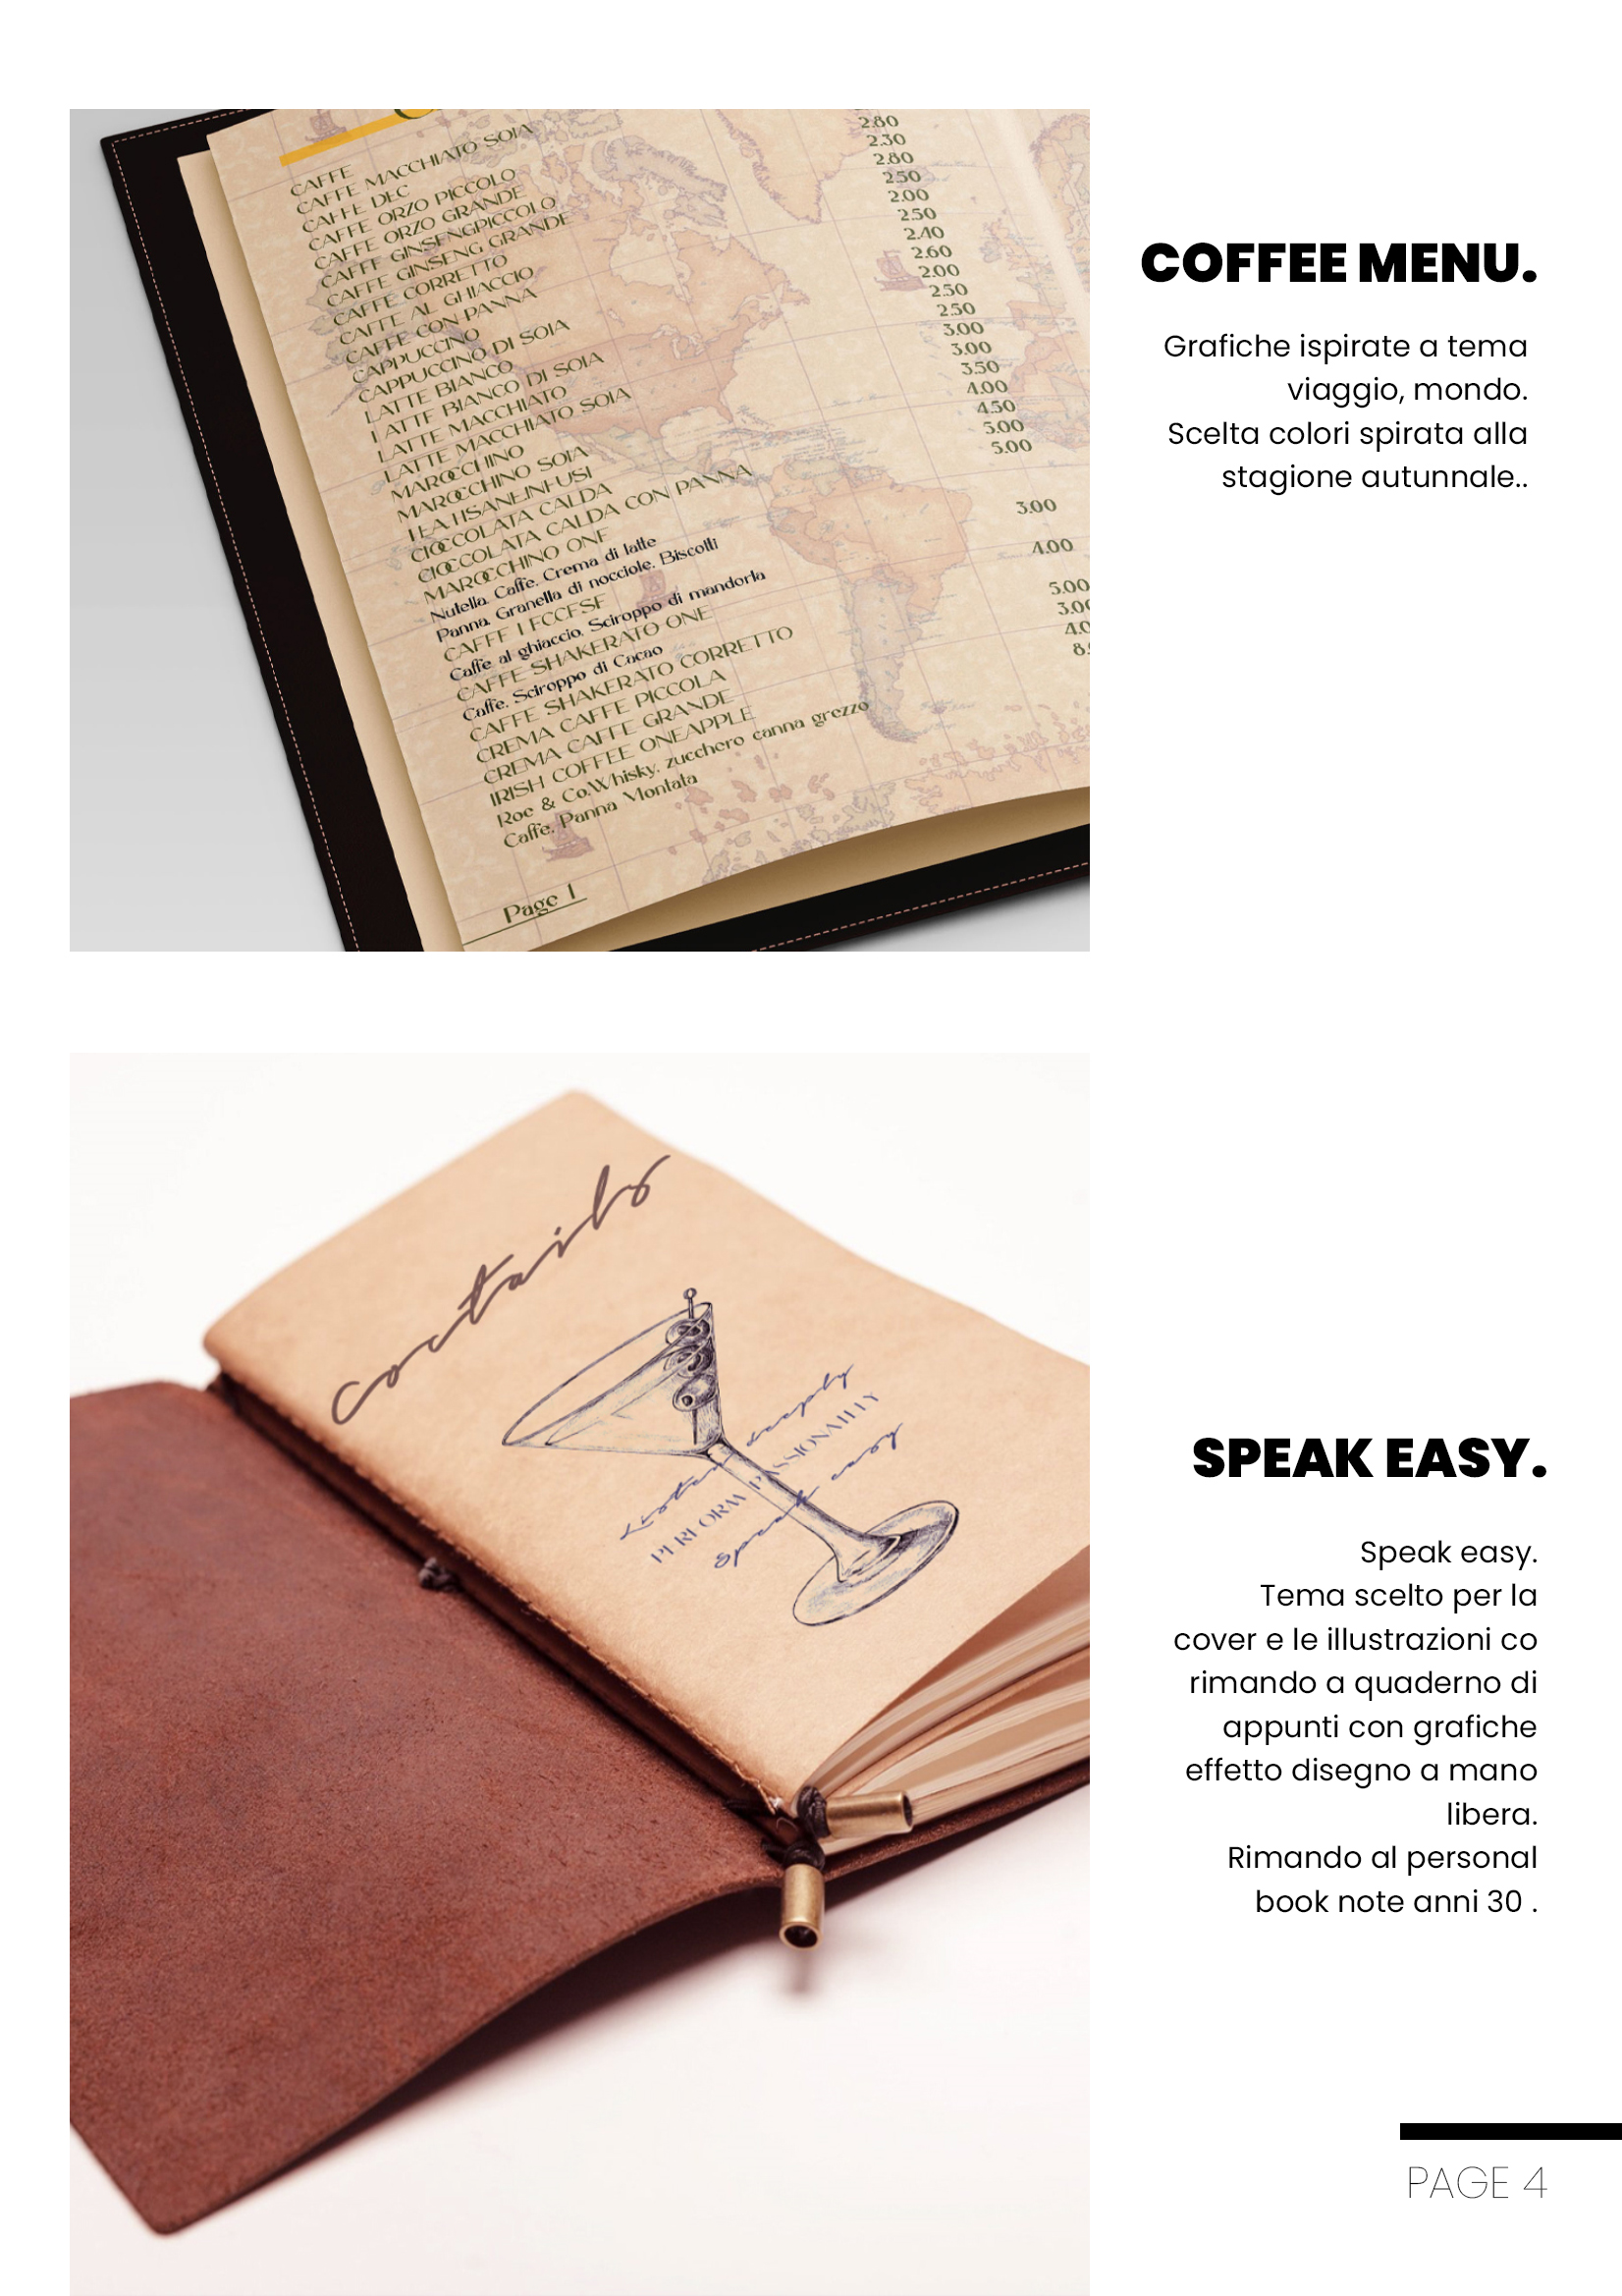 CAFFE
CAFFE MACCHIATO SOIA
CAFFE DEC
CAFFE ORZO PICCOLO
CAFFE ORZO GRANDE
CAFFE GINSENGPICCOLO
CAFFE GINSENG GRANDE
CAFFE CORRETTO
CAFFE AL GHIACCIO
CAFFE CON PANNA
CAPPUCCINO
CAPPUCCINO DI SOIA
LATTE BIANCO
LATTE BIANCO DI SOIA
LATTE MACCHIATO
LATTE MACCHIATO SOIA
MAROCCHINO
MAROCCHINO SOIA
TEA,TISANE,INFUSI
CIOCCOLATA CALDA
CIOCCOLATA CALDA CON PANNA
MAROCCHINO ONE
Nutella, Caffe, Crema di latte
Panna, Granella di nocciole, Biscotti
CAFFE LECCESE
Caffe al ghiaccio, Sciroppo di mandorla
CAFFE SHAKERATO ONE
Caffe, Sciroppo di Cacao
CAFFE SHAKERATO CORRETTO
CREMA CAFFE PICCOLA
CREMA CAFFE GRANDE
IRISH COFFEE ONEAPPLE
Roe & Co.Whisky, zucchero canna grezzo
Caffe, Panna Montata
2.80
2.30
2.80
2.50
2.00
2.50
2.40
2.60
2.00
2.50
2.50
3.00
3.00
3.50
4.00
4.50
5.00
5.00
3.00
4.00
5.00
3.00
4.0
8.
Page 1
COFFEE MENU.
Grafiche ispirate a tema
viaggio, mondo.
Scelta colori spirata alla
stagione autunnale..
coctails
Listen deeply
PERFORM PASSIONAILLY
Speak easy
SPEAK EASY.
Speak easy.
Tema scelto per la
cover e le illustrazioni co
rimando a quaderno di
appunti con grafiche
effetto disegno a mano
libera.
Rimando al personal
book note anni 30 .
PAGE 4